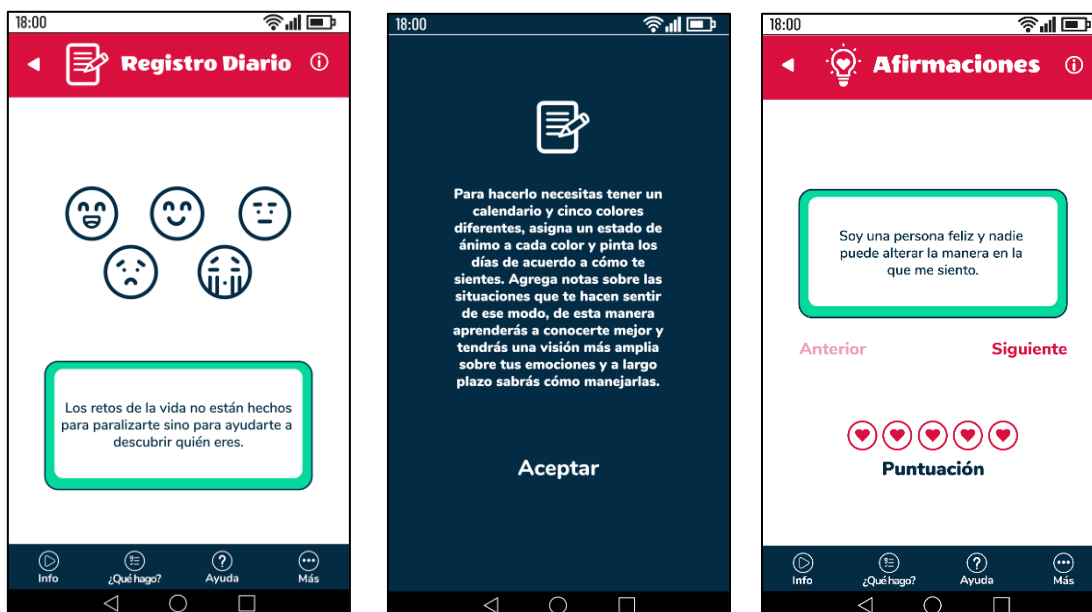 18:00
Registro Diario
Los retos de la vida no están hechos
para paralizarte sino para ayudarte a
descubrir quién eres.
Info
¿Qué hago?
Ayuda
Más
18:00
Para hacerlo necesitas tener un
calendario y cinco colores
diferentes, asigna un estado de
ánimo a cada color y pinta los
días de acuerdo a cómo te
sientes. Agrega notas sobre las
situaciones que te hacen sentir
de ese modo, de esta manera
aprenderás a conocerte mejor y
tendrás una visión más amplia
sobre tus emociones y a largo
plazo sabrás cómo manejarlas.
Aceptar
18:00
Afirmaciones
Soy una persona feliz y nadie
puede alterar la manera en la
que me siento.
Anterior
Siguiente
Puntuación
Info
¿Qué hago?
Ayuda
Más